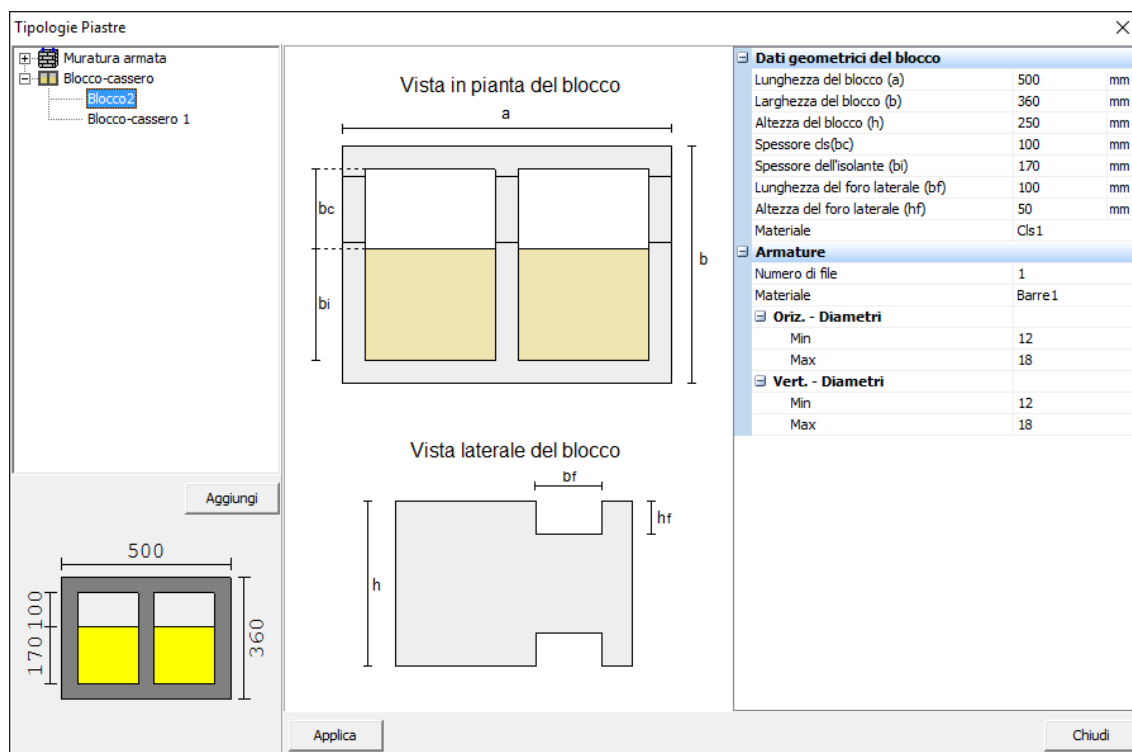 Tipologie Piastre
Muratura armata
Blocco-cassero
Blocco2
Blocco-cassero 1
Aggiungi
500
100
170
360
Vista in pianta del blocco
a
bc
b
bi
Vista laterale del blocco
bf
hf
h
Dati geometrici del blocco
Lunghezza del blocco (a) 500 mm
Larghezza del blocco (b) 360 mm
Altezza del blocco (h) 250 mm
Spessore cls(bc) 100 mm
Spessore dell'isolante (bi) 170 mm
Lunghezza del foro laterale (bf) 100 mm
Altezza del foro laterale (hf) 50 mm
Materiale Cls1
Armature
Numero di file 1
Materiale Barre1
Oriz. - Diametri
Min 12
Max 18
Vert. - Diametri
Min 12
Max 18
Applica
Chiudi